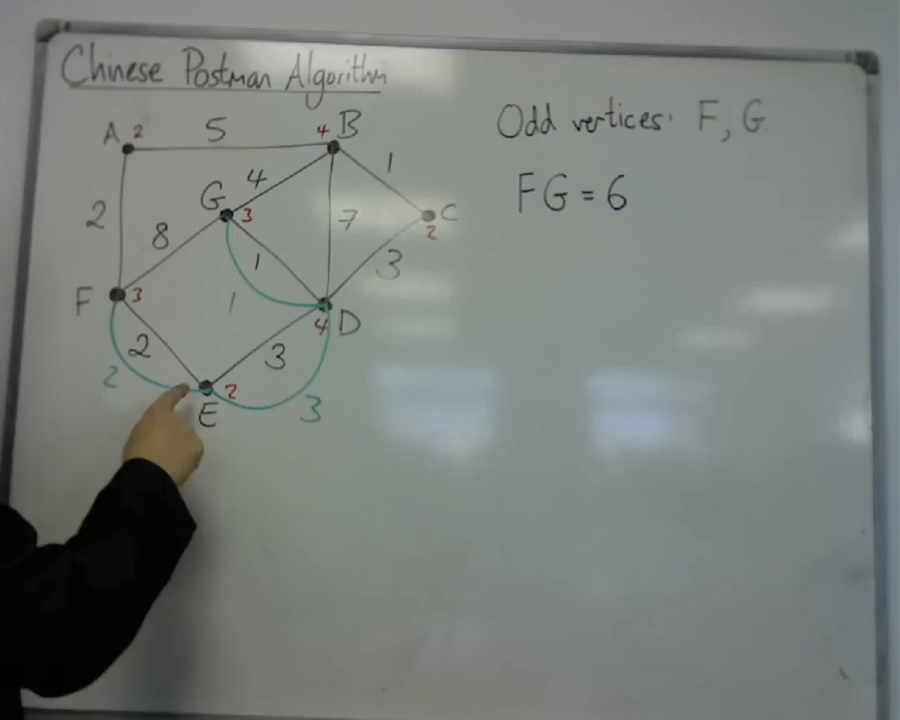 Chinese Postman Algorithm
Odd vertices: F, G.
FG = 6
A 2 5 4 B
G 4 1
2 8 3 7 C
2
1 3
F 3 1 4 D
2 3
2 2 3
E